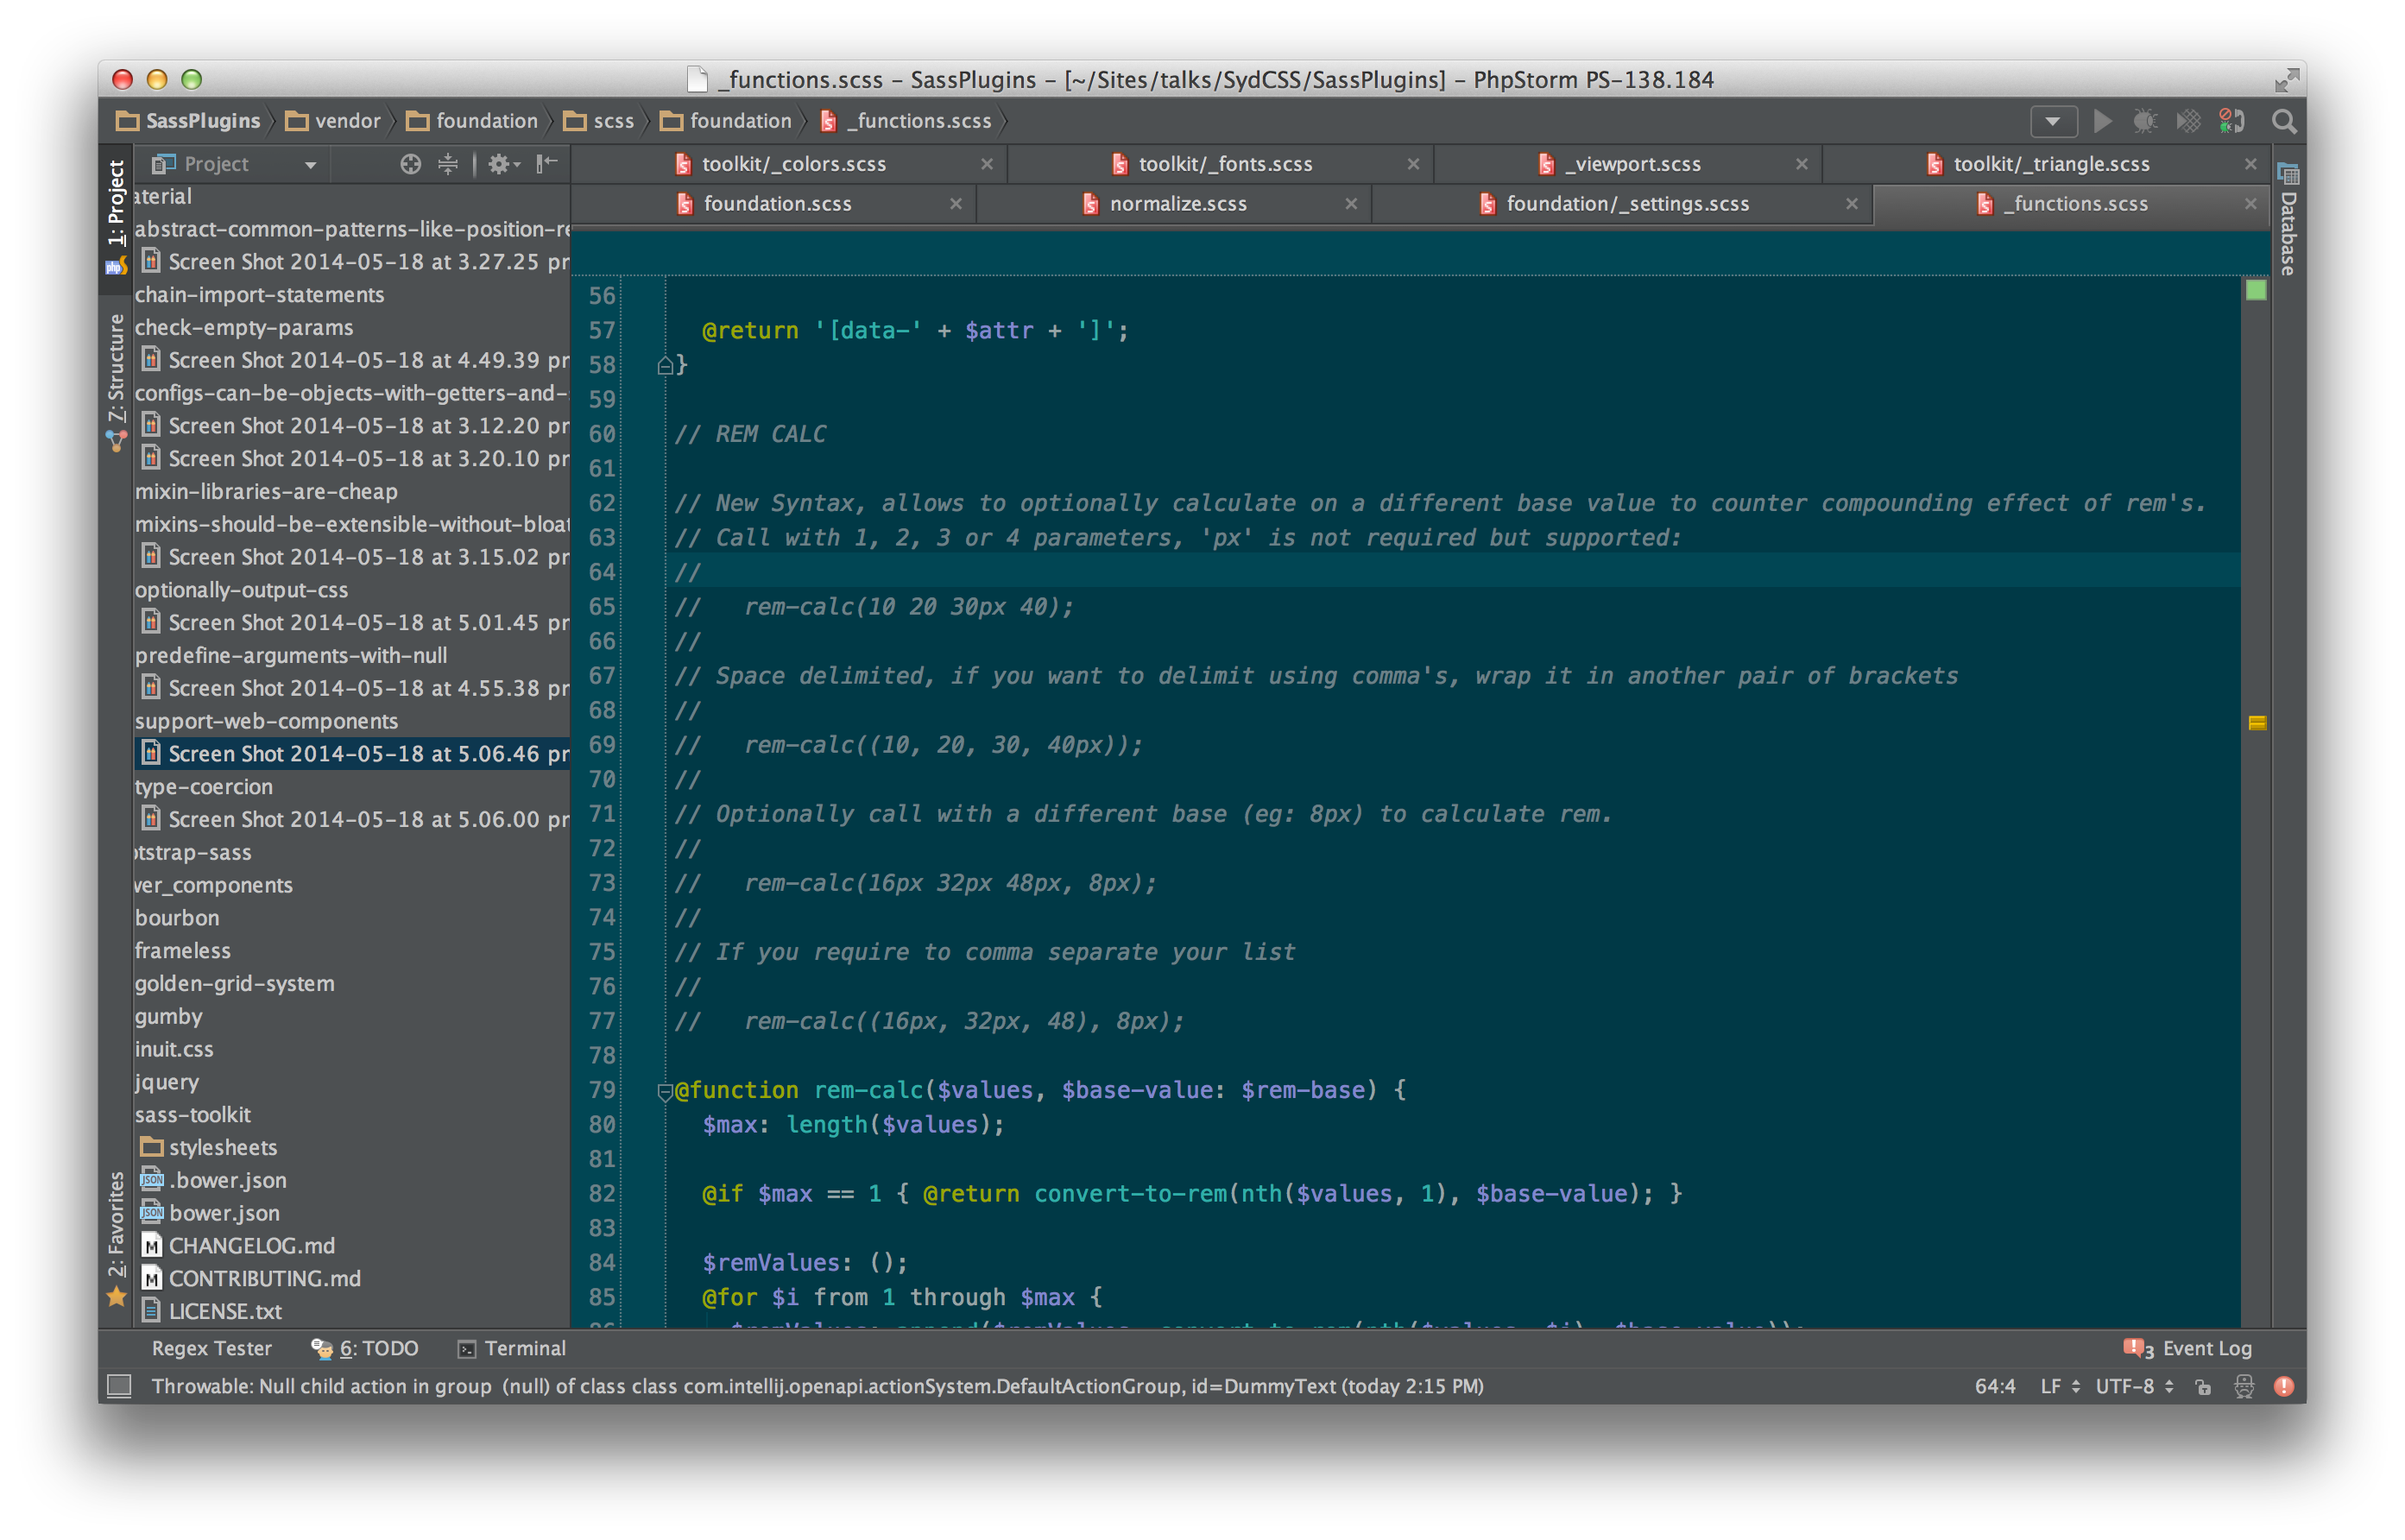 _functions.scss – SassPlugins – [~/Sites/talks/SydCSS/SassPlugins] – PhpStorm PS-138.184
SassPlugins vendor foundation scss foundation _functions.scss
1: Project
7: Structure
2: Favorites
Project
aterial
abstract-common-patterns-like-position-re
Screen Shot 2014-05-18 at 3.27.25 pr
chain-import-statements
check-empty-params
Screen Shot 2014-05-18 at 4.49.39 pr
configs-can-be-objects-with-getters-and-
Screen Shot 2014-05-18 at 3.12.20 pr
Screen Shot 2014-05-18 at 3.20.10 pr
mixin-libraries-are-cheap
mixins-should-be-extensible-without-bloat
Screen Shot 2014-05-18 at 3.15.02 pr
optionally-output-css
Screen Shot 2014-05-18 at 5.01.45 pr
predefine-arguments-with-null
Screen Shot 2014-05-18 at 4.55.38 pr
support-web-components
Screen Shot 2014-05-18 at 5.06.46 pr
type-coercion
Screen Shot 2014-05-18 at 5.06.00 pr
otstrap-sass
wer_components
bourbon
frameless
golden-grid-system
gumby
inuit.css
jquery
sass-toolkit
stylesheets
.bower.json
bower.json
CHANGELOG.md
CONTRIBUTING.md
LICENSE.txt
toolkit/_colors.scss toolkit/_fonts.scss _viewport.scss toolkit/_triangle.scss
foundation.scss normalize.scss foundation/_settings.scss _functions.scss
Database
56
57 @return '[data-' + $attr + ']';
58 }
59
60 // REM CALC
61
62 // New Syntax, allows to optionally calculate on a different base value to counter compounding effect of rem's.
63 // Call with 1, 2, 3 or 4 parameters, 'px' is not required but supported:
64 //
65 //   rem-calc(10 20 30px 40);
66 //
67 // Space delimited, if you want to delimit using comma's, wrap it in another pair of brackets
68 //
69 //   rem-calc((10, 20, 30, 40px));
70 //
71 // Optionally call with a different base (eg: 8px) to calculate rem.
72 //
73 //   rem-calc(16px 32px 48px, 8px);
74 //
75 // If you require to comma separate your list
76 //
77 //   rem-calc((16px, 32px, 48), 8px);
78
79 @function rem-calc($values, $base-value: $rem-base) {
80   $max: length($values);
81
82   @if $max == 1 { @return convert-to-rem(nth($values, 1), $base-value); }
83
84   $remValues: ();
85   @for $i from 1 through $max {
86     $remValues: append($remValues, convert-to-rem(nth($values, $i), $base-value));
Regex Tester 6: TODO Terminal 3 Event Log
Throwable: Null child action in group (null) of class class com.intellij.openapi.actionSystem.DefaultActionGroup, id=DummyText (today 2:15 PM) 64:4 LF UTF-8